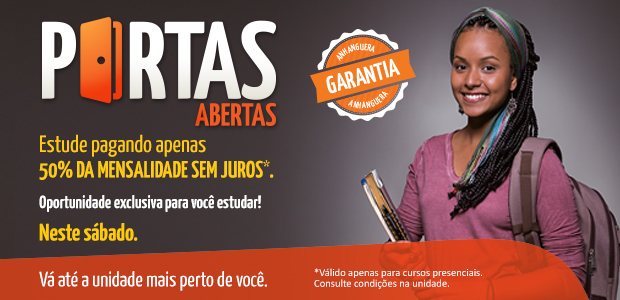 PORTAS
ABERTAS
Estude pagando apenas
50% DA MENSALIDADE SEM JUROS*.
Oportunidade exclusiva para você estudar!
Neste sábado.
Vá até a unidade mais perto de você.
ANHANGUERA
GARANTIA
ANHANGUERA
*Válido apenas para cursos presenciais.
Consulte condições na unidade.